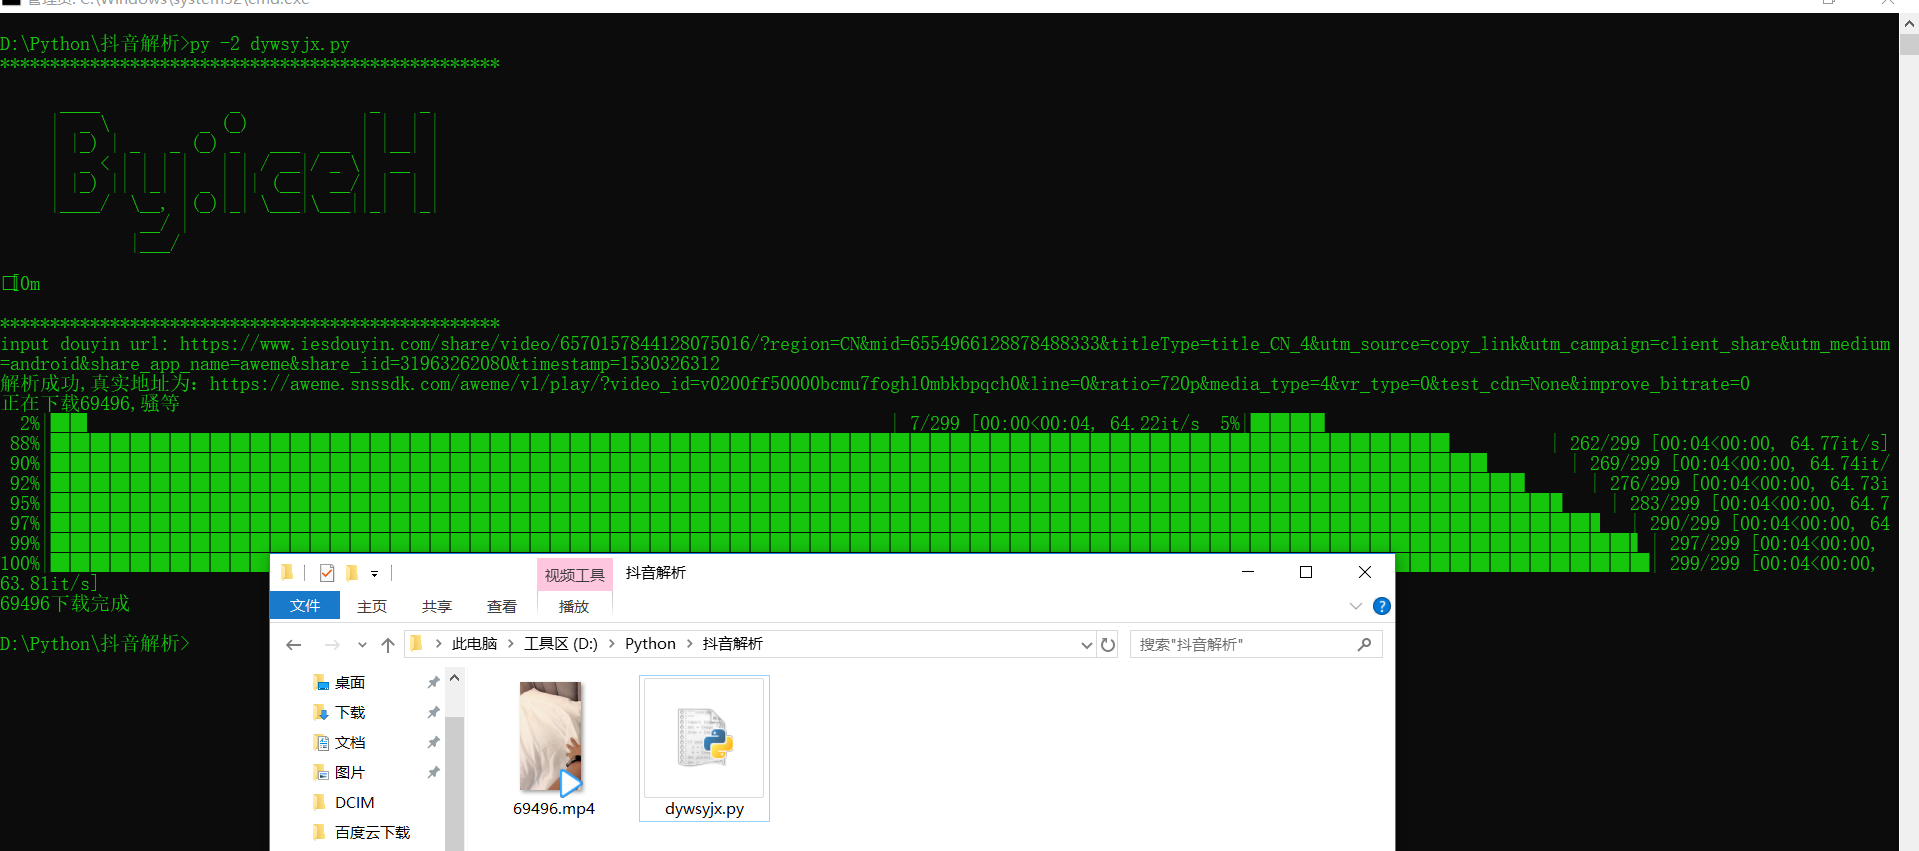 管理员: C:\Windows\system32\cmd.exe
D:\Python\抖音解析>py -2 dywsyjx.py
**************************************************
By:iceH
□[0m
**************************************************
input douyin url: https://www.iesdouyin.com/share/video/6570157844128075016/?region=CN&mid=6554966128878488333&titleType=title_CN_4&utm_source=copy_link&utm_campaign=client_share&utm_medium
=android&share_app_name=aweme&share_iid=31963262080&timestamp=1530326312
解析成功,真实地址为: https://aweme.snssdk.com/aweme/v1/play/?video_id=v0200ff50000bcmu7foghl0mbkbpqch0&line=0&ratio=720p&media_type=4&vr_type=0&test_cdn=None&improve_bitrate=0
正在下载69496,骚等
2%| | 7/299 [00:00<00:04, 64.22it/s 5%|
88%| | 262/299 [00:04<00:00, 64.77it/s]
90%| | 269/299 [00:04<00:00, 64.74it/
92%| | 276/299 [00:04<00:00, 64.73i
95%| | 283/299 [00:04<00:00, 64.7
97%| | 290/299 [00:04<00:00, 64
99%| | 297/299 [00:04<00:00,
100%| | 299/299 [00:04<00:00,
63.81it/s]
69496下载完成
D:\Python\抖音解析>
视频工具 抖音解析
文件 主页 共享 查看 播放
此电脑 > 工具区 (D:) > Python > 抖音解析
搜索"抖音解析"
桌面
下载
文档
图片
DCIM
百度云下载
69496.mp4
dywsyjx.py